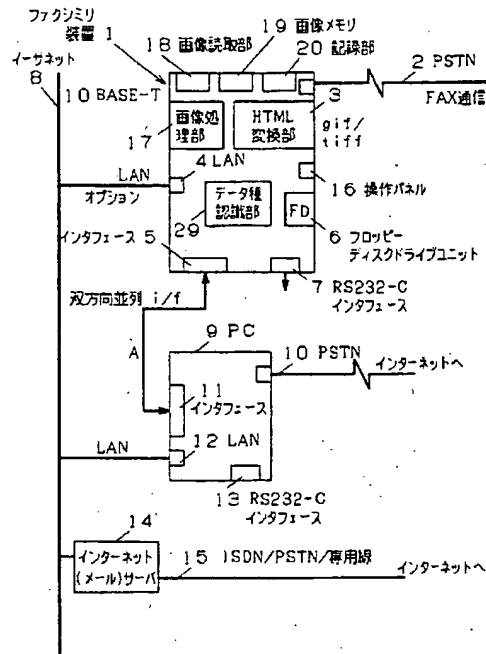 ファクシミリ
装置 1
イーサネット
8
18 画像読取部
19 画像メモリ
20 記録部
2 PSTN
FAX通信
10 BASE-T
3
画像処
理部
17
HTML
変換部
gif/
tiff
4 LAN
LAN
オプション
16 操作パネル
データ種
認識部
29
FD
6 フロッピー
ディスクドライブユニット
インタフェース 5
7 RS232-C
インタフェース
双方向並列 i/f
A
9 PC
10 PSTN
インターネットへ
11
インタフェース
12 LAN
LAN
13 RS232-C
インタフェース
14
インターネット
(メール)サーバ
15 ISDN/PSTN/専用線
インターネットへ